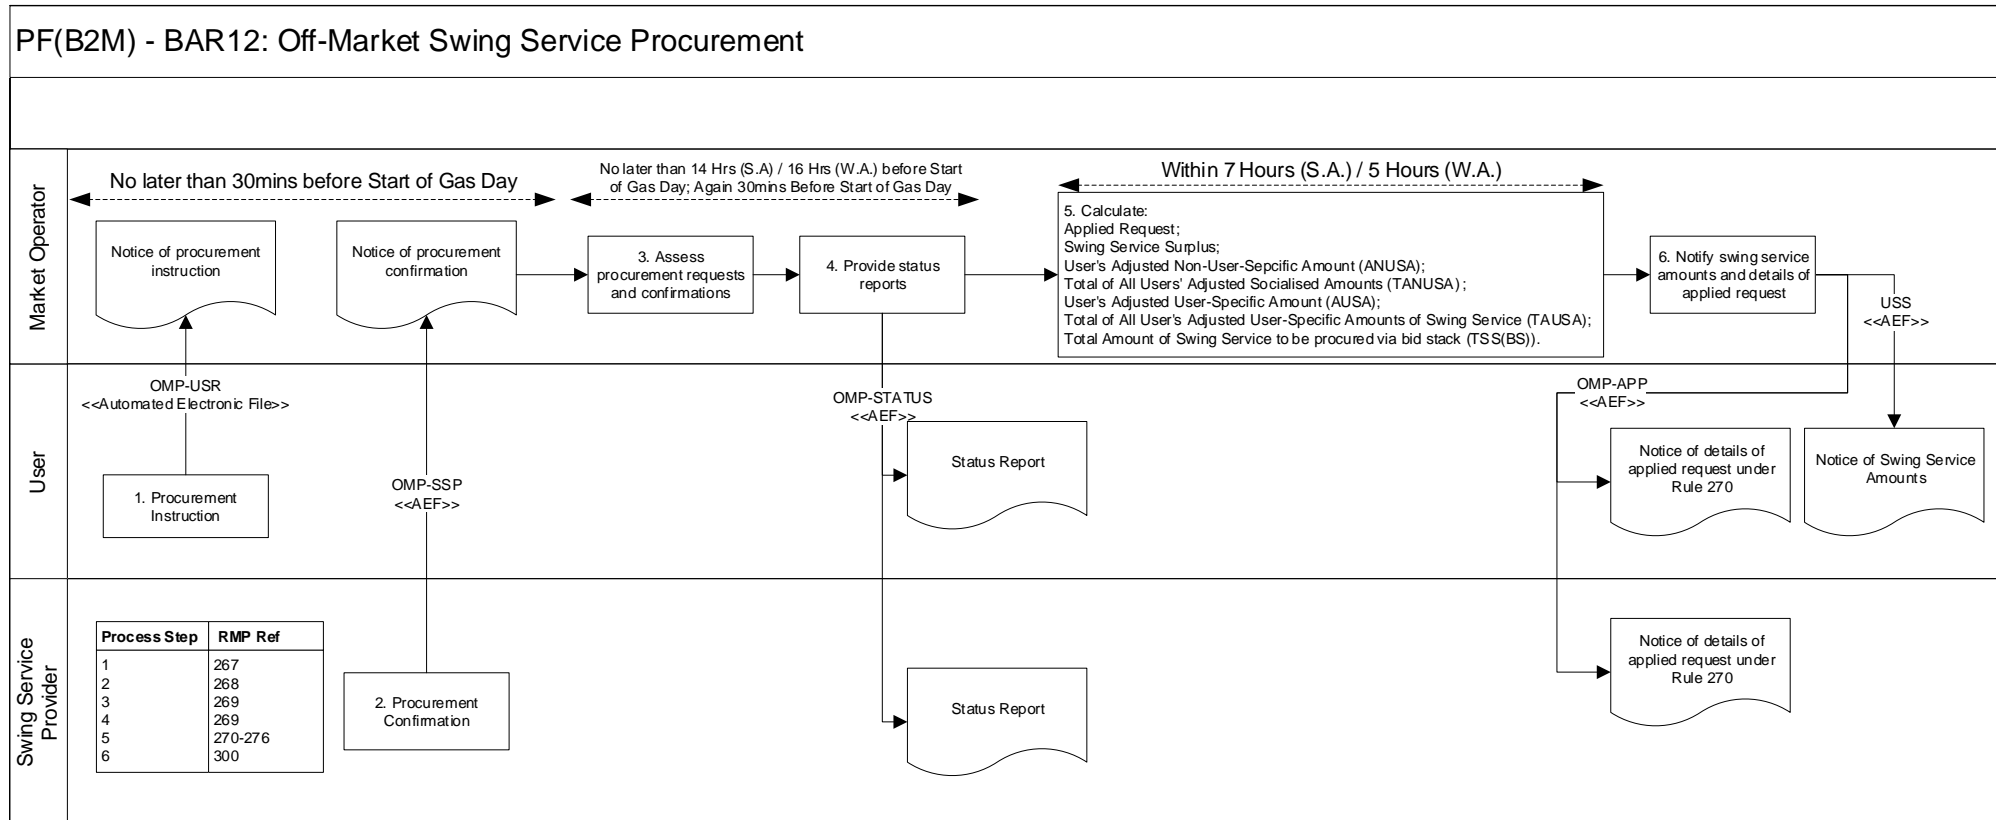 PF(B2M) - BAR12: Off-Market Swing Service Procurement
Market Operator
No later than 30mins before Start of Gas Day
No later than 14 Hrs (S.A) / 16 Hrs (W.A.) before Start
of Gas Day; Again 30mins Before Start of Gas Day
Within 7 Hours (S.A.) / 5 Hours (W.A.)
Notice of procurement
instruction
Notice of procurement
confirmation
3. Assess
procurement requests
and confirmations
4. Provide status
reports
5. Calculate:
Applied Request;
Swing Service Surplus;
User's Adjusted Non-User-Sepcific Amount (ANUSA);
Total of All Users' Adjusted Socialised Amounts (TANUSA) ;
User's Adjusted User-Specific Amount (AUSA);
Total of All User's Adjusted User-Specific Amounts of Swing Service (TAUSA);
Total Amount of Swing Service to be procured via bid stack (TSS(BS)).
6. Notify swing service
amounts and details of
applied request
USS
<<AEF>>
User
OMP-USR
<<Automated Electronic File>>
1. Procurement
Instruction
OMP-SSP
<<AEF>>
OMP-STATUS
<<AEF>>
Status Report
OMP-APP
<<AEF>>
Notice of details of
applied request under
Rule 270
Notice of Swing Service
Amounts
Swing Service
Provider
Process Step RMP Ref
1 267
2 268
3 269
4 269
5 270-276
6 300
2. Procurement
Confirmation
Status Report
Notice of details of
applied request under
Rule 270